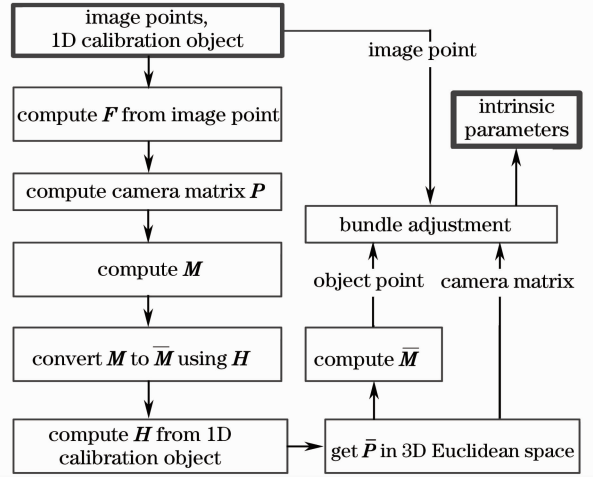 image points,
1D calibration object
image point
intrinsic
parameters
compute F from image point
compute camera matrix P
bundle adjustment
compute M
object point
camera matrix
convert M to M̅ using H
compute M̅
compute H from 1D
calibration object
get P̅ in 3D Euclidean space